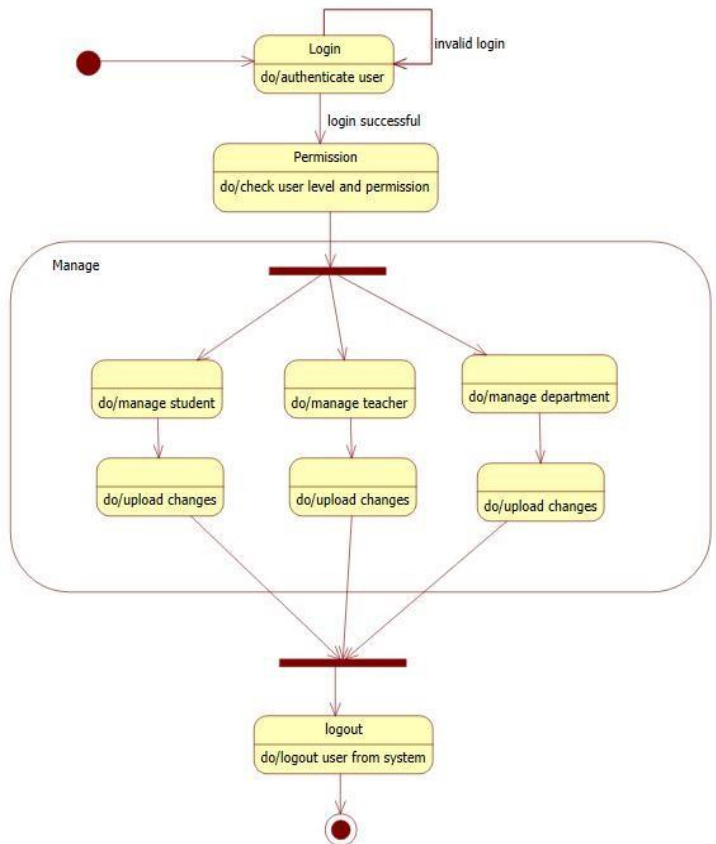 Login
invalid login
do/authenticate user
login successful
Permission
do/check user level and permission
Manage
do/manage student
do/manage teacher
do/manage department
do/upload changes
do/upload changes
do/upload changes
logout
do/logout user from system